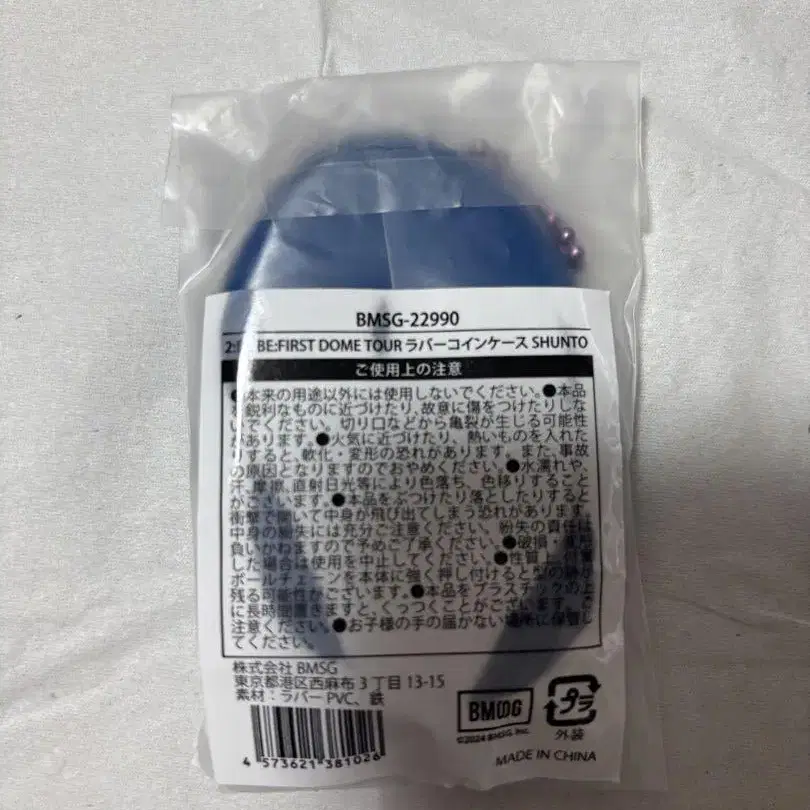 BMSG-22990
BE:FIRST DOME TOUR ラバーコインケース SHUNTO
ご使用上の注意
●本来の用途以外には使用しないでください。●本品
を鋭利なものに近づけたり、故意に傷をつけたりしな
いでください。切り口などから亀裂が生じる可能性
があります。●火気に近づけたり、熱いものを入れた
りすると、軟化・変形の恐れがあります。また、事故
の原因となりますのでおやめください。●水濡れや、
汗、摩擦、直射日光等により色落ち、色移りすること
がございます。●本品をぶつけたり落としたりすると
衝撃で開いて中身が飛び出てしまう恐れがあります。
中身の紛失には充分ご注意ください。紛失の責任は
負いかねますので予めご了承ください。●破損・変形
した場合は使用を中止してください。●性質上、付属
ボールチェーンを本体に強く押し付けると型の跡が
残る可能性がございます。●本品をプラスチックの上
に長時間置きますと、くっつくことがございます。ご
注意ください。●お子様の手の届かない場所に保管し
てください。
株式会社 BMSG
東京都港区西麻布3丁目13-15
素材：ラバー PVC、鉄
4 573621 381026
BMSG
©2024 BMSG, Inc.
プラ
外装
MADE IN CHINA